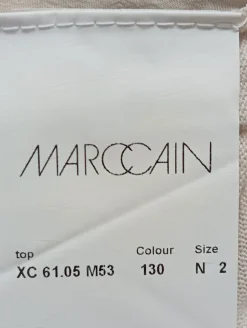 MARCCAIN
top Colour Size
XC 61.05 M53 130 N 2